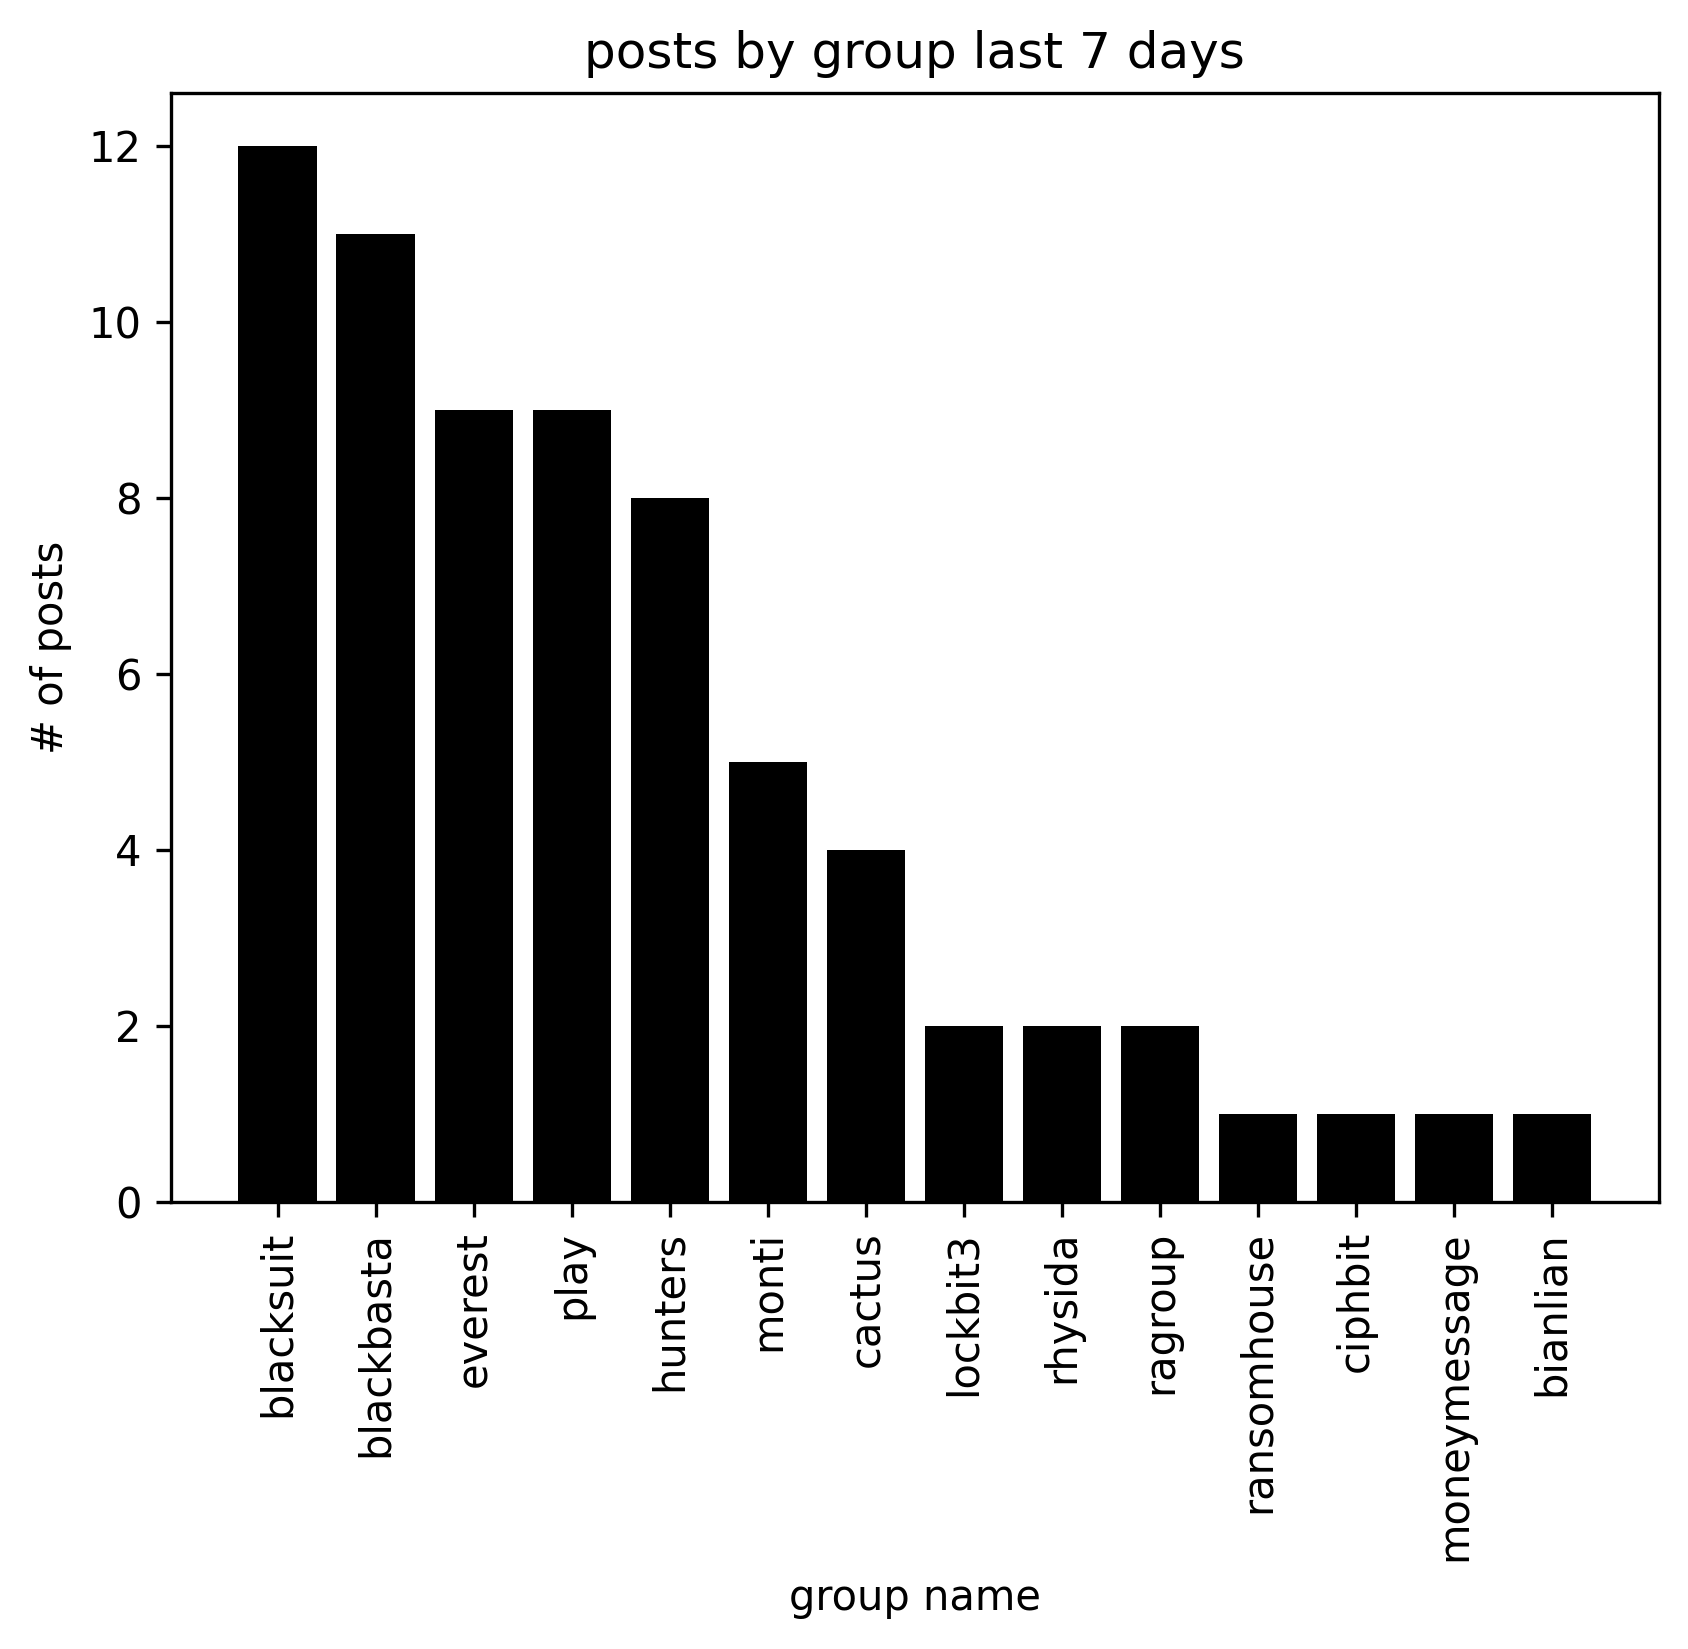 posts by group last 7 days
# of posts
12
10
8
6
4
2
0
blacksuit
blackbasta
everest
play
hunters
monti
cactus
lockbit3
rhysida
ragroup
ransomhouse
ciphbit
moneymessage
bianlian
group name